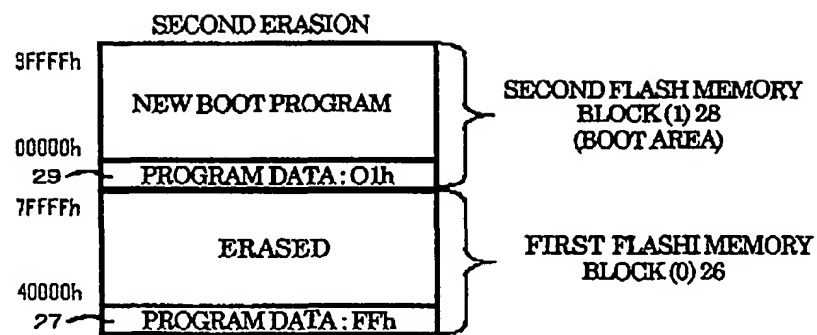 SECOND ERASION
9FFFFh
NEW BOOT PROGRAM
00000h
29
PROGRAM DATA : 01h
SECOND FLASH MEMORY
BLOCK (1) 28
(BOOT AREA)
7FFFFh
ERASED
40000h
27
PROGRAM DATA : FFh
FIRST FLASHI MEMORY
BLOCK (0) 26